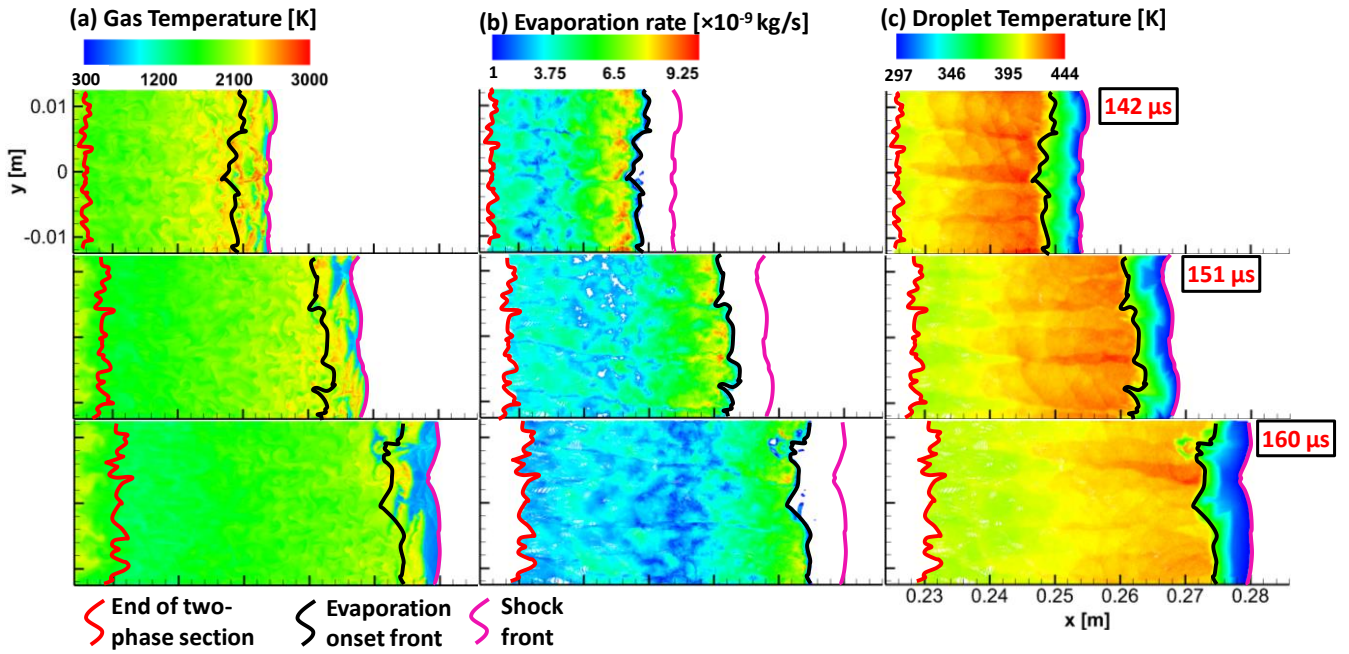 (a) Gas Temperature [K]
(b) Evaporation rate [×10⁻⁹ kg/s]
(c) Droplet Temperature [K]
300 1200 2100 3000
1 3.75 6.5 9.25
297 346 395 444
0.01
0
-0.01
y [m]
142 μs
151 μs
160 μs
0.23 0.24 0.25 0.26 0.27 0.28
x [m]
End of two-
phase section
Evaporation
onset front
Shock
front